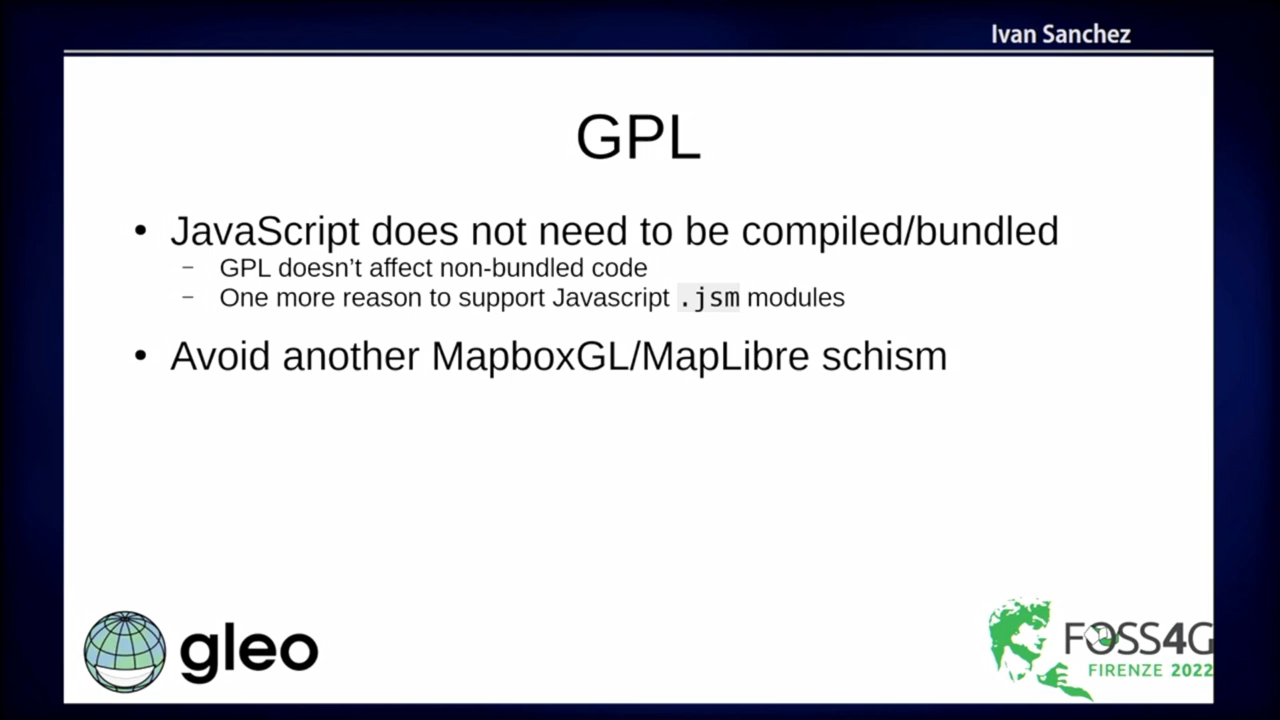 Ivan Sanchez
GPL
• JavaScript does not need to be compiled/bundled
– GPL doesn’t affect non-bundled code
– One more reason to support Javascript .jsm modules
• Avoid another MapboxGL/MapLibre schism
gleo
FOSS4G
FIRENZE 2022